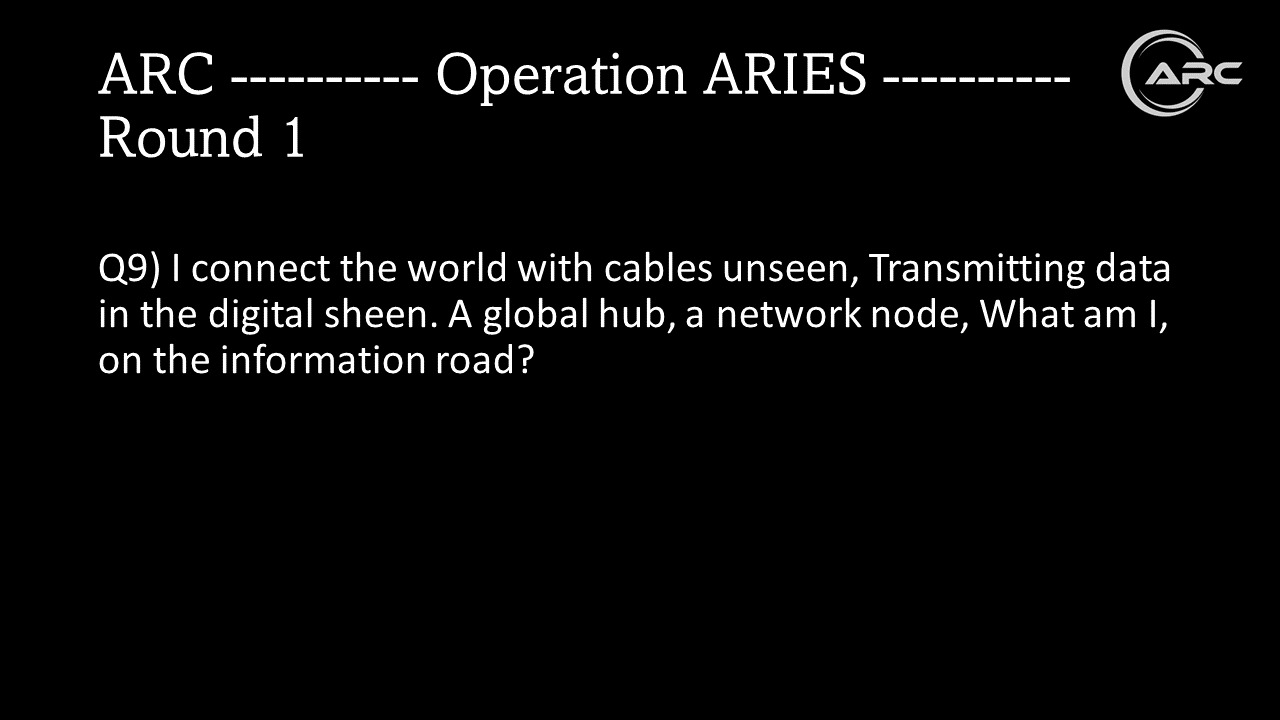 ARC ---------- Operation ARIES ----------
Round 1
ARC
Q9) I connect the world with cables unseen, Transmitting data
in the digital sheen. A global hub, a network node, What am I,
on the information road?